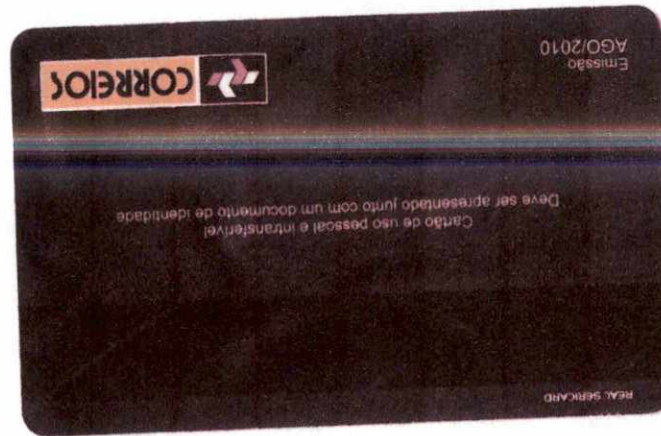 REAL SERICARD
Cartão de uso pessoal e intransferível
Deve ser apresentado junto com um documento de identidade
Emissão
AGO/2010
CORREIOS